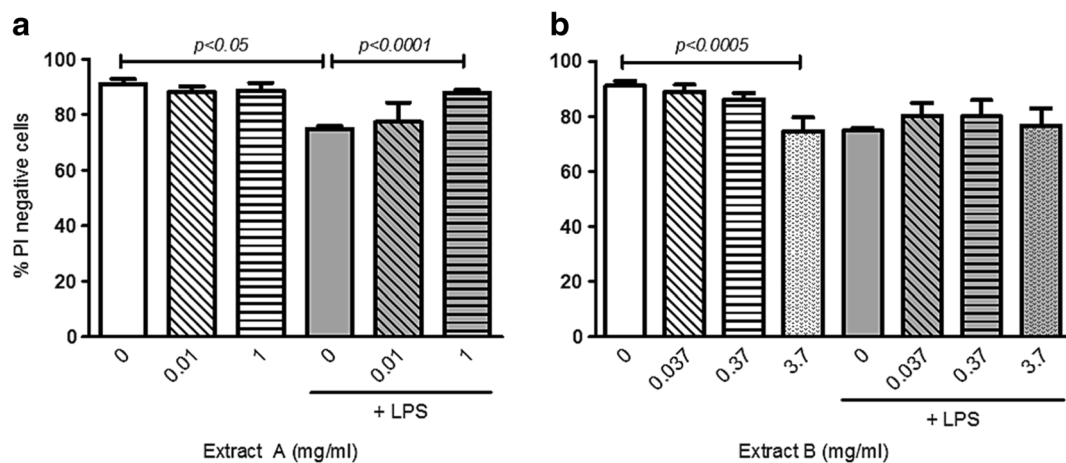 a
p<0.05
p<0.0001
% PI negative cells
100
80
60
40
20
0
0
0.01
1
0
0.01
1
+ LPS
Extract A (mg/ml)
b
p<0.0005
100
80
60
40
20
0
0
0.037
0.37
3.7
0
0.037
0.37
3.7
+ LPS
Extract B (mg/ml)